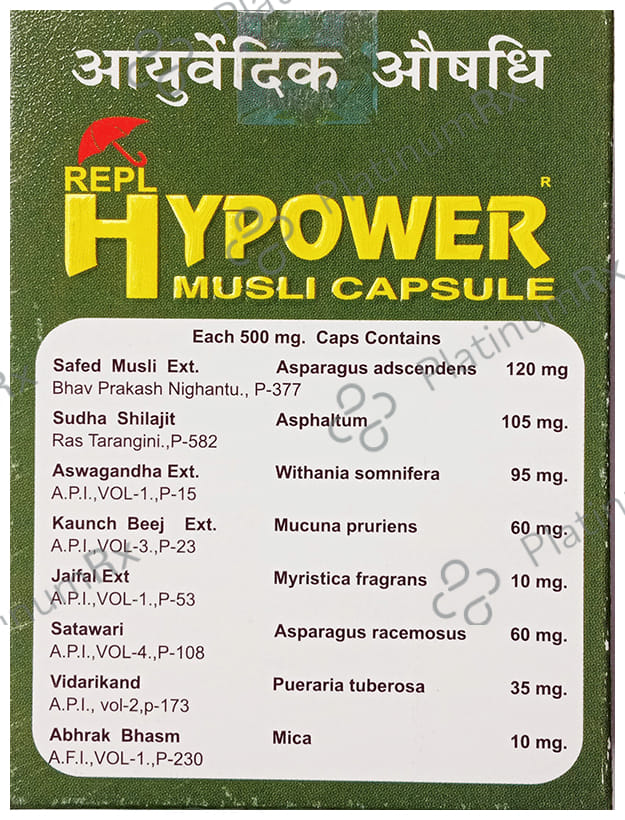 आयुर्वेदिक औषधि
REPL
HYPOWER R
MUSLI CAPSULE
Each 500 mg. Caps Contains
Safed Musli Ext. Asparagus adscendens 120 mg
Bhav Prakash Nighantu., P-377
Sudha Shilajit Asphaltum 105 mg.
Ras Tarangini.,P-582
Aswagandha Ext. Withania somnifera 95 mg.
A.P.I.,VOL-1.,P-15
Kaunch Beej Ext. Mucuna pruriens 60 mg.
A.P.I.,VOL-3.,P-23
Jaifal Ext Myristica fragrans 10 mg.
A.P.I.,VOL-1.,P-53
Satawari Asparagus racemosus 60 mg.
A.P.I.,VOL-4.,P-108
Vidarikand Pueraria tuberosa 35 mg.
A.P.I., vol-2,p-173
Abhrak Bhasm Mica 10 mg.
A.F.I.,VOL-1.,P-230
PlatinumRx
PlatinumRx
PlatinumRx
PlatinumRx